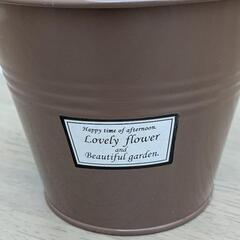 Happy time of afternoon.
Lovely flower
and
Beautiful garden.